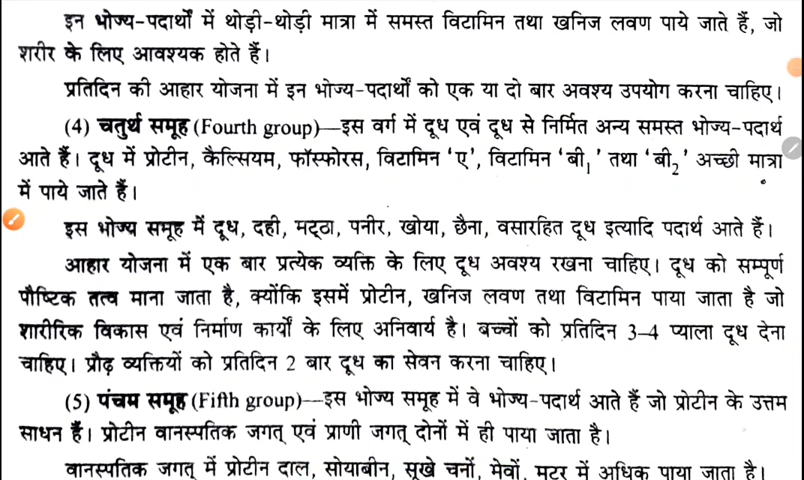 इन भोज्य-पदार्थों में थोड़ी-थोड़ी मात्रा में समस्त विटामिन तथा खनिज लवण पाये जाते हैं, जो
शरीर के लिए आवश्यक होते हैं।
प्रतिदिन की आहार योजना में इन भोज्य-पदार्थों को एक या दो बार अवश्य उपयोग करना चाहिए।
(4) चतुर्थ समूह (Fourth group)—इस वर्ग में दूध एवं दूध से निर्मित अन्य समस्त भोज्य-पदार्थ
आते हैं। दूध में प्रोटीन, कैल्सियम, फॉस्फोरस, विटामिन ‘ए’, विटामिन ‘बी₁’ तथा ‘बी₂’ अच्छी मात्रा
में पाये जाते हैं।
इस भोज्य समूह में दूध, दही, मट्ठा, पनीर, खोया, छैना, वसारहित दूध इत्यादि पदार्थ आते हैं।
आहार योजना में एक बार प्रत्येक व्यक्ति के लिए दूध अवश्य रखना चाहिए। दूध को सम्पूर्ण
पौष्टिक तत्व माना जाता है, क्योंकि इसमें प्रोटीन, खनिज लवण तथा विटामिन पाया जाता है जो
शारीरिक विकास एवं निर्माण कार्यों के लिए अनिवार्य है। बच्चों को प्रतिदिन 3–4 प्याला दूध देना
चाहिए। प्रौढ़ व्यक्तियों को प्रतिदिन 2 बार दूध का सेवन करना चाहिए।
(5) पंचम समूह (Fifth group)—इस भोज्य समूह में वे भोज्य-पदार्थ आते हैं जो प्रोटीन के उत्तम
साधन हैं। प्रोटीन वानस्पतिक जगत् एवं प्राणी जगत् दोनों में ही पाया जाता है।
वानस्पतिक जगत् में प्रोटीन दाल, सोयाबीन, सूखे चनों, मेवों, मटर में अधिक पाया जाता है।